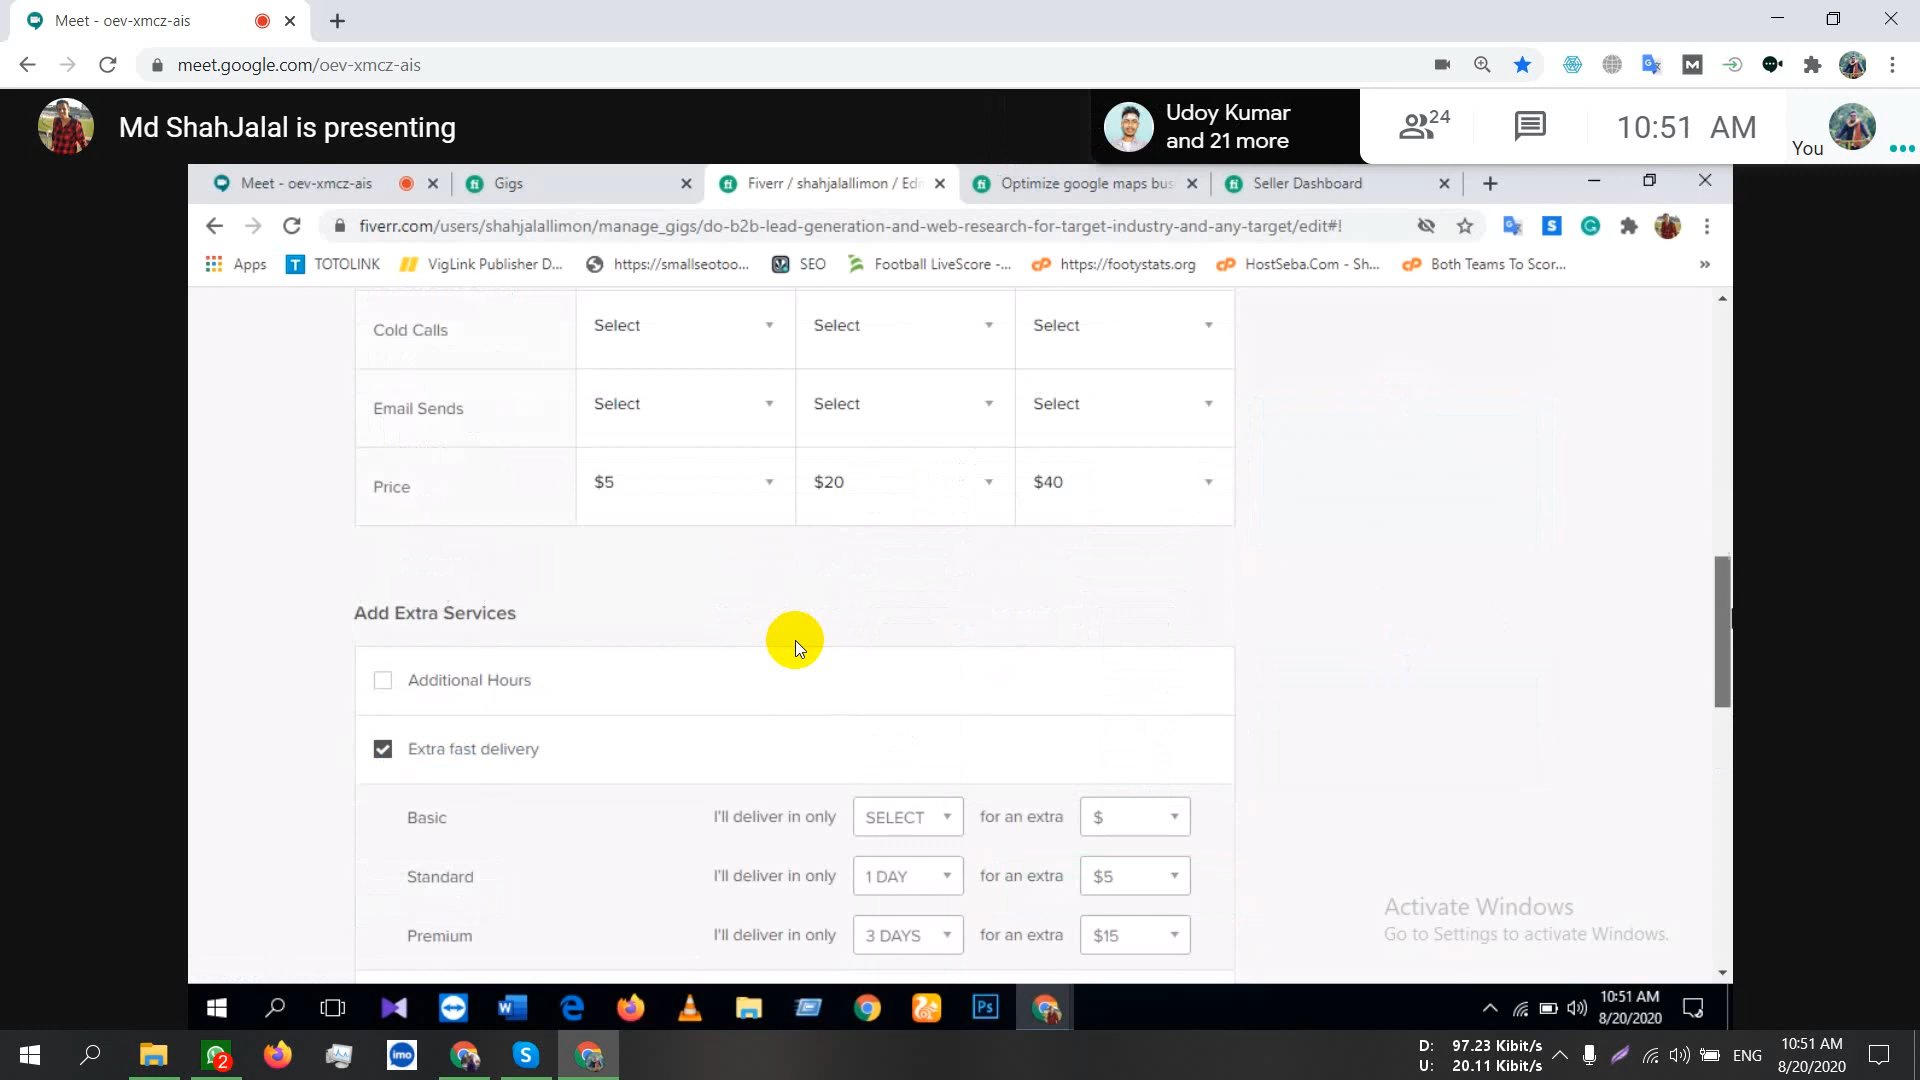 Meet - oev-xmcz-ais
meet.google.com/oev-xmcz-ais
Md ShahJalal is presenting
Udoy Kumar
and 21 more
24
10:51 AM
You
Meet - oev-xmcz-ais
Gigs
Fiverr / shahjalallimon / Edi
Optimize google maps bus
Seller Dashboard
fiverr.com/users/shahjalallimon/manage_gigs/do-b2b-lead-generation-and-web-research-for-target-industry-and-any-target/edit#!
Apps
TOTOLINK
VigLink Publisher D...
https://smallseotoo...
SEO
Football LiveScore -...
https://footystats.org
HostSeba.Com - Sh...
Both Teams To Scor...
Cold Calls Select Select Select
Email Sends Select Select Select
Price $5 $20 $40
Add Extra Services
Additional Hours
Extra fast delivery
Basic I'll deliver in only SELECT for an extra $
Standard I'll deliver in only 1 DAY for an extra $5
Premium I'll deliver in only 3 DAYS for an extra $15
Activate Windows
Go to Settings to activate Windows.
10:51 AM
8/20/2020
2
imo
D: 97.23 Kibit/s
U: 20.11 Kibit/s
ENG
10:51 AM
8/20/2020